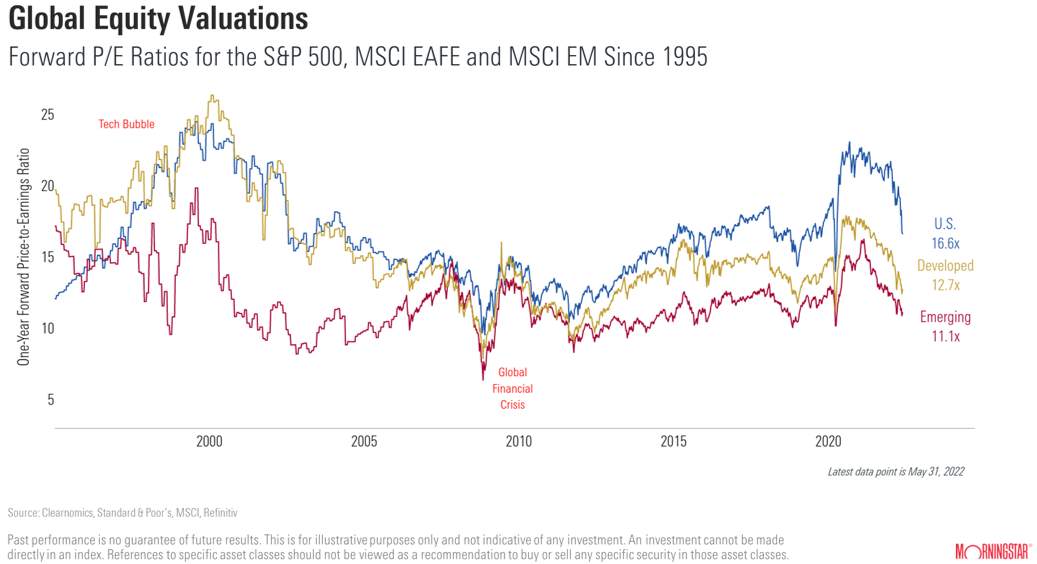 Global Equity Valuations
Forward P/E Ratios for the S&P 500, MSCI EAFE and MSCI EM Since 1995
One-Year Forward Price-to-Earnings Ratio
25
20
15
10
5
Tech Bubble
Global
Financial
Crisis
U.S.
16.6x
Developed
12.7x
Emerging
11.1x
2000
2005
2010
2015
2020
Latest data point is May 31, 2022
Source: Clearnomics, Standard & Poor's, MSCI, Refinitiv
Past performance is no guarantee of future results. This is for illustrative purposes only and not indicative of any investment. An investment cannot be made
directly in an index. References to specific asset classes should not be viewed as a recommendation to buy or sell any specific security in those asset classes.
MORNINGSTAR